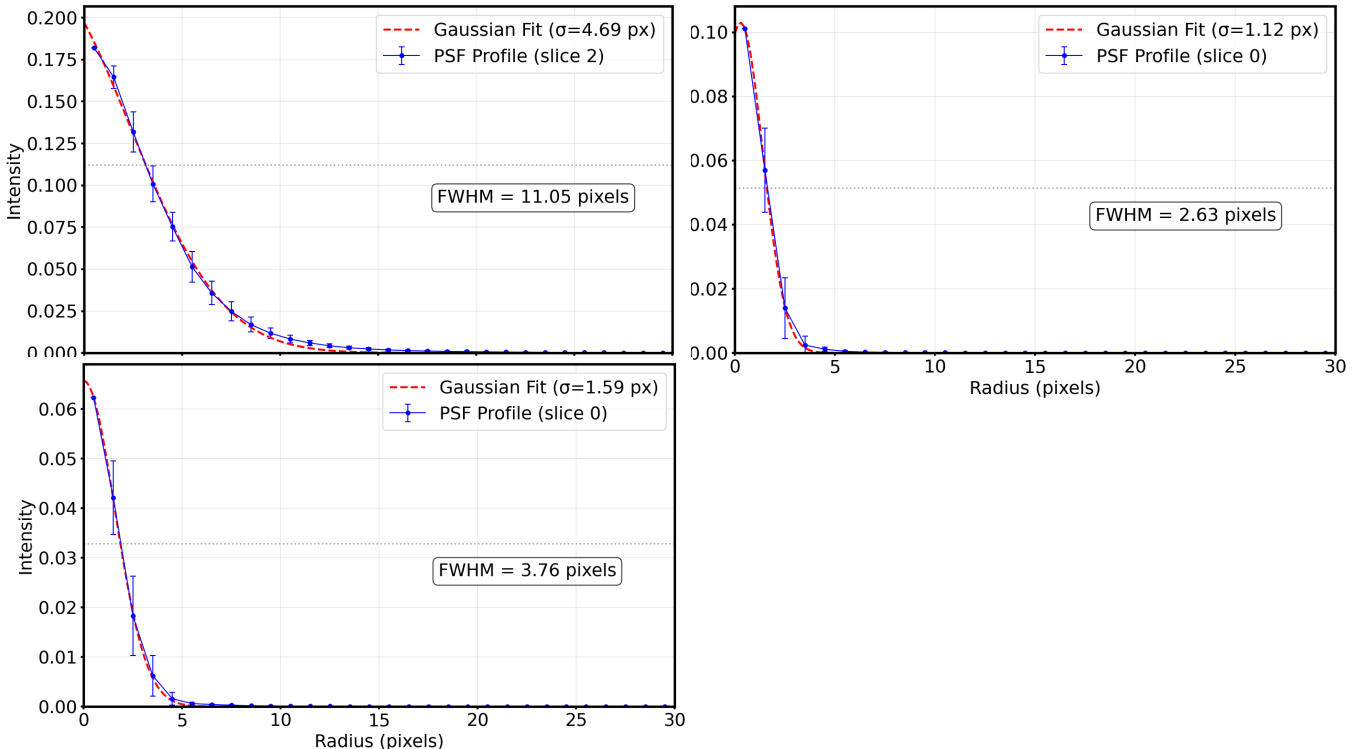 0.200
0.175
0.150
0.125
0.100
0.075
0.050
0.025
0.000
Intensity
Gaussian Fit (σ=4.69 px)
PSF Profile (slice 2)
FWHM = 11.05 pixels
0.10
0.08
0.06
0.04
0.02
0.00
Gaussian Fit (σ=1.12 px)
PSF Profile (slice 0)
FWHM = 2.63 pixels
0 5 10 15 20 25 30
Radius (pixels)
0.06
0.05
0.04
0.03
0.02
0.01
0.00
Intensity
Gaussian Fit (σ=1.59 px)
PSF Profile (slice 0)
FWHM = 3.76 pixels
0 5 10 15 20 25 30
Radius (pixels)